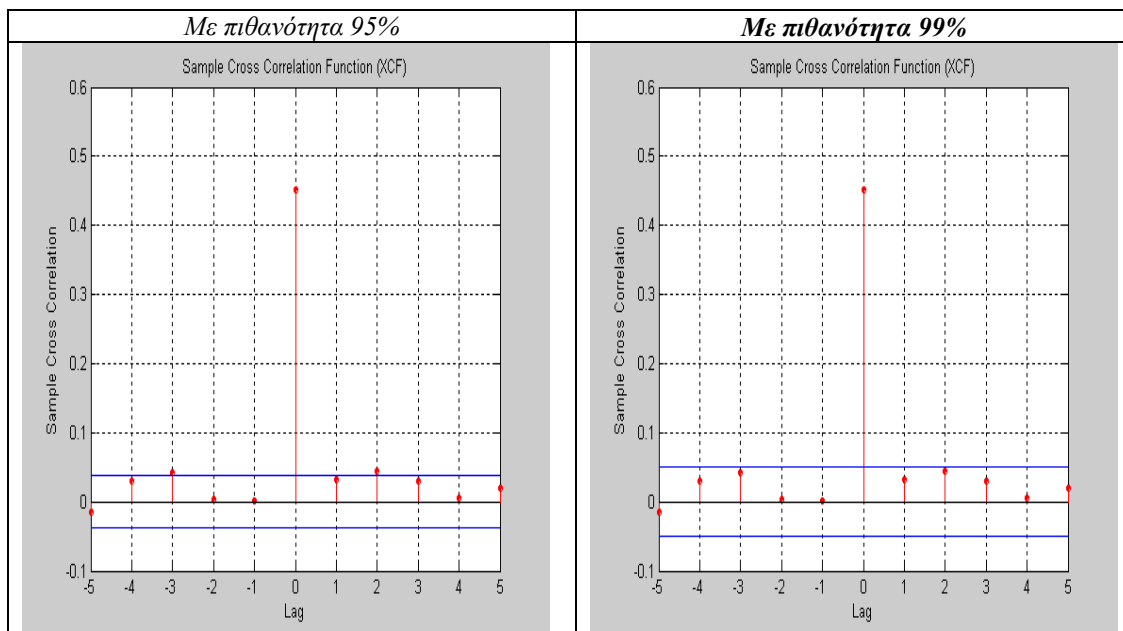 Με πιθανότητα 95%
Με πιθανότητα 99%
Sample Cross Correlation Function (XCF)
0.6
0.5
0.4
0.3
0.2
0.1
0
-0.1
Sample Cross Correlation
-5 -4 -3 -2 -1 0 1 2 3 4 5
Lag
Sample Cross Correlation Function (XCF)
0.6
0.5
0.4
0.3
0.2
0.1
0
-0.1
Sample Cross Correlation
-5 -4 -3 -2 -1 0 1 2 3 4 5
Lag